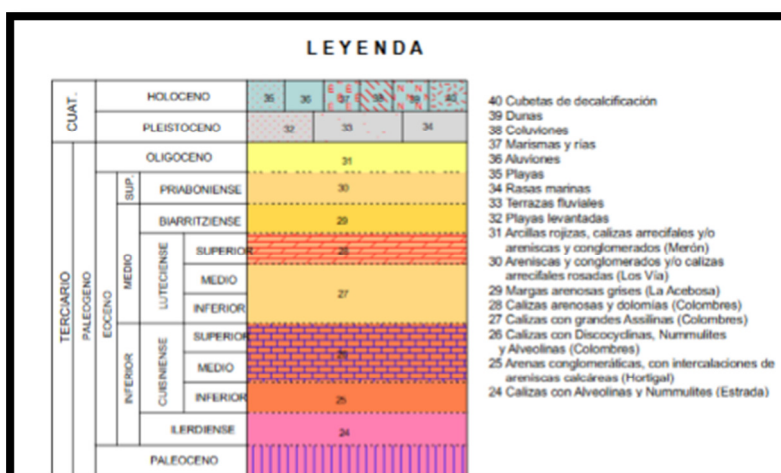 LEYENDA
CUAT.
HOLOCENO
35 36 37 38 39 40
E E
E E E
E E
N N
N N
N N
PLEISTOCENO
32 33 34
TERCIARIO
PALEOGENO
OLIGOCENO
31
EOCENO
SUP.
PRIABONIENSE
30
MEDIO
BIARRITZIENSE
29
LUTECIENSE
SUPERIOR
28
MEDIO
27
INFERIOR
INFERIOR
CUISINIENSE
SUPERIOR
26
MEDIO
INFERIOR
25
ILERDIENSE
24
PALEOCENO
40 Cubetas de decalcificación
39 Dunas
38 Coluviones
37 Marismas y rías
36 Aluviones
35 Playas
34 Rasas marinas
33 Terrazas fluviales
32 Playas levantadas
31 Arcillas rojizas, calizas arrecifales y/o
areniscas y conglomerados (Merón)
30 Areniscas y conglomerados y/o calizas
arrecifales rosadas (Los Vía)
29 Margas arenosas grises (La Acebosa)
28 Calizas arenosas y dolomías (Colombres)
27 Calizas con grandes Assilinas (Colombres)
26 Calizas con Discocyclinas, Nummulites
y Alveolinas (Colombres)
25 Arenas conglomeráticas, con intercalaciones de
areniscas calcáreas (Hortigal)
24 Calizas con Alveolinas y Nummulites (Estrada)